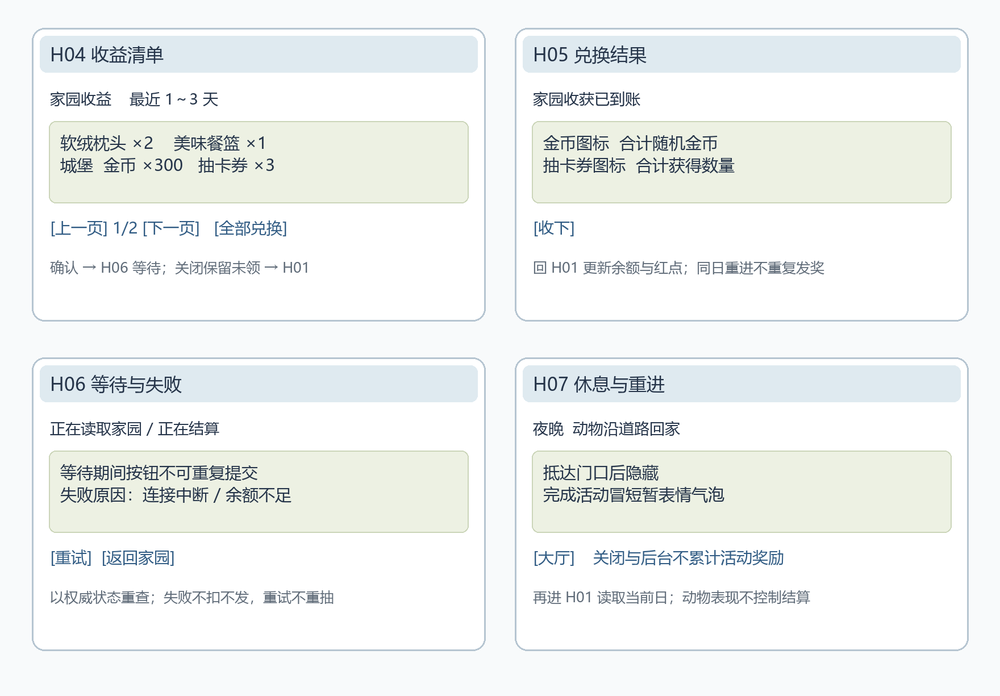 H04 收益清单
家园收益 最近 1~3 天
软绒枕头 ×2 美味餐篮 ×1
城堡 金币 ×300 抽卡券 ×3
[上一页] 1/2 [下一页] [全部兑换]
确认 → H06 等待；关闭保留未领 → H01
H05 兑换结果
家园收获已到账
金币图标 合计随机金币
抽卡券图标 合计获得数量
[收下]
回 H01 更新余额与红点；同日重进不重复发奖
H06 等待与失败
正在读取家园 / 正在结算
等待期间按钮不可重复提交
失败原因：连接中断 / 余额不足
[重试] [返回家园]
以权威状态重查；失败不扣不发，重试不重抽
H07 休息与重进
夜晚 动物沿道路回家
抵达门口后隐藏
完成活动冒短暂表情气泡
[大厅] 关闭与后台不累计活动奖励
再进 H01 读取当前日；动物表现不控制结算